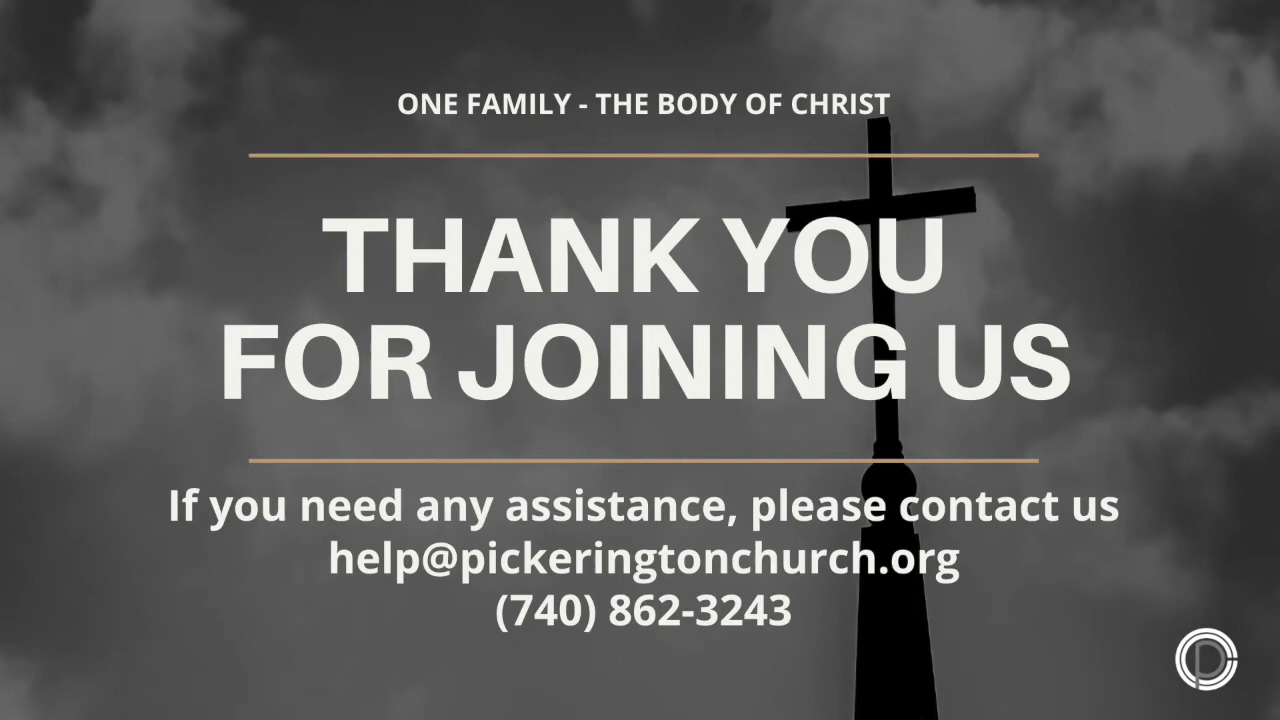 ONE FAMILY - THE BODY OF CHRIST
THANK YOU
FOR JOINING US
If you need any assistance, please contact us
help@pickeringtonchurch.org
(740) 862-3243